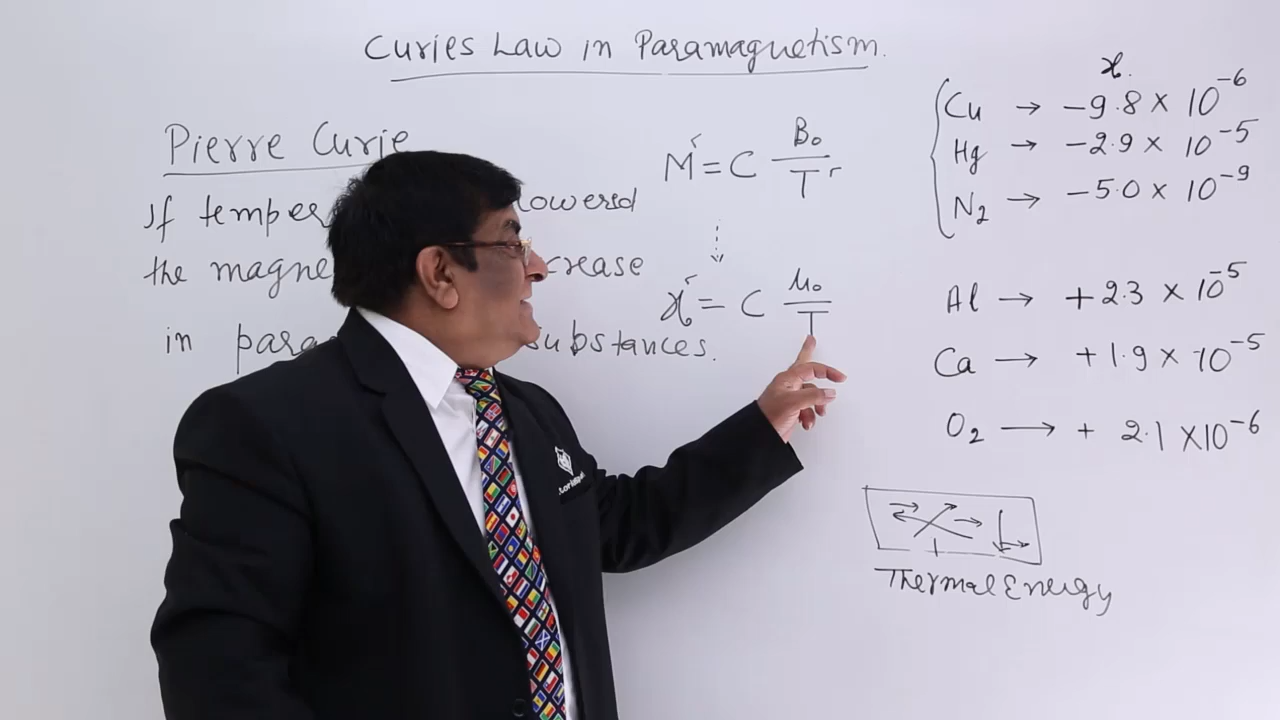 Curies Law in Paramagnetism.
Pierre Curie
If temper lowered
the magne crease
in para substances.
M = C B₀/T
x = C μ₀/T
x.
Cu → -9.8 × 10⁻⁶
Hg → -2.9 × 10⁻⁵
N₂ → -5.0 × 10⁻⁹
Al → +2.3 × 10⁻⁵
Ca → +1.9 × 10⁻⁵
O₂ → + 2.1 × 10⁻⁶
Thermal Energy